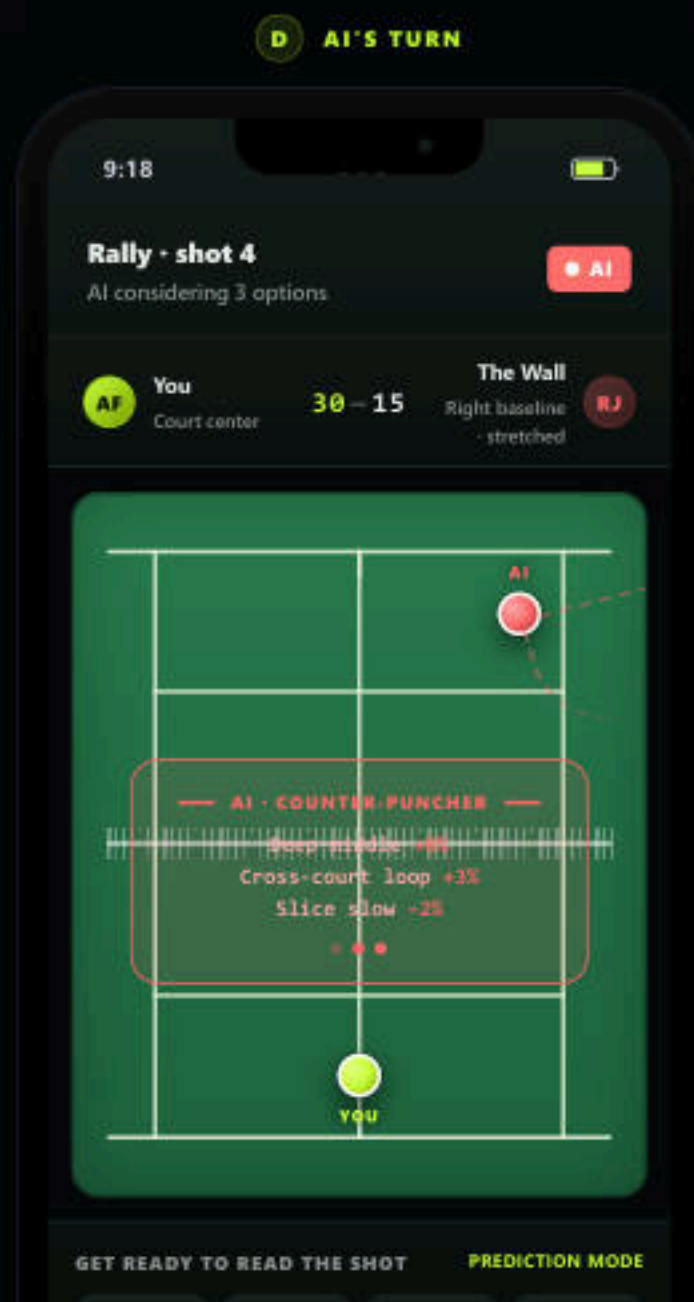 D AI'S TURN
9:18
Rally · shot 4
AI considering 3 options
AI
AF
You
Court center
30 – 15
The Wall
Right baseline
· stretched
RJ
AI
AI · COUNTER-PUNCHER
Deep middle
Cross-court loop +3%
Slice slow -2%
YOU
GET READY TO READ THE SHOT
PREDICTION MODE